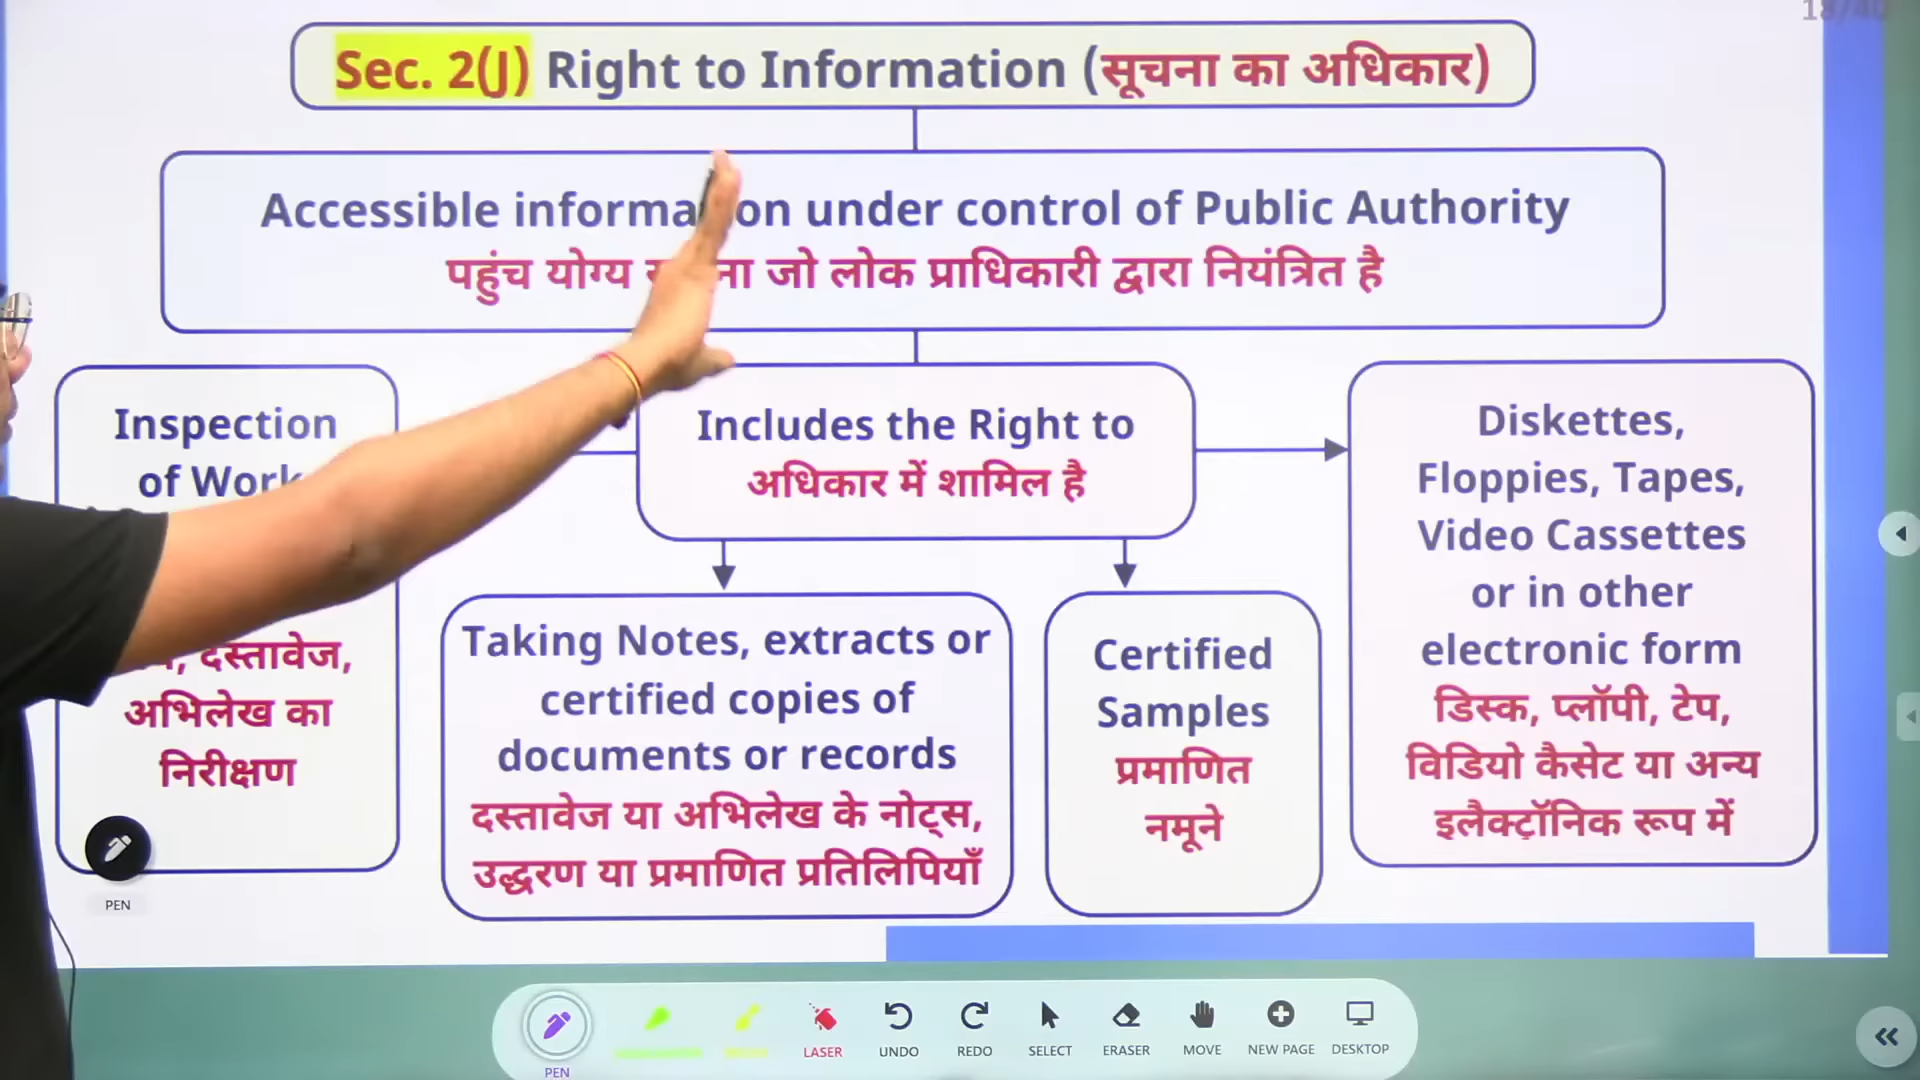 18/40
Sec. 2(J) Right to Information (सूचना का अधिकार)
Accessible on under control of Public Authority
पहुंच योग्य जो लोक प्राधिकारी द्वारा नियंत्रित है
Inspection
of Work
दस्तावेज,
अभिलेख का
निरीक्षण
Includes the Right to
अधिकार में शामिल है
Taking Notes, extracts or
certified copies of
documents or records
दस्तावेज या अभिलेख के नोट्स,
उद्धरण या प्रमाणित प्रतिलिपियाँ
Certified
Samples
प्रमाणित
नमूने
Diskettes,
Floppies, Tapes,
Video Cassettes
or in other
electronic form
डिस्क, फ्लॉपी, टेप,
विडियो कैसेट या अन्य
इलैक्ट्रॉनिक रूप में
PEN
PEN
LASER
UNDO
REDO
SELECT
ERASER
MOVE
NEW PAGE
DESKTOP